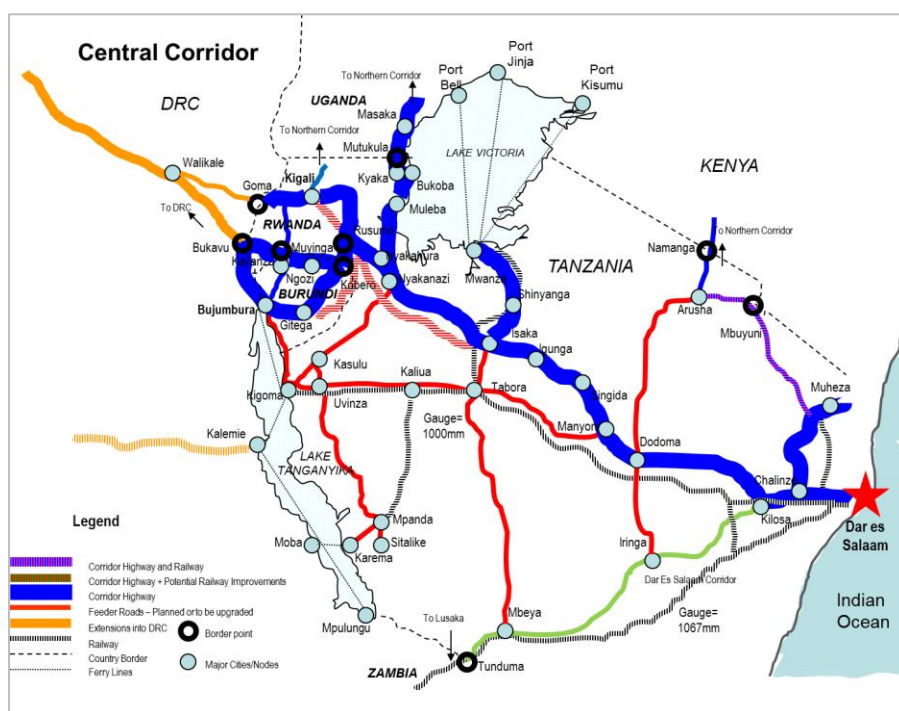 Central Corridor
DRC
UGANDA
To Northern Corridor
Port
Bell
Port
Jinja
Port
Kisumu
Masaka
To Northern Corridor
Mutukula
LAKE VICTORIA
KENYA
Walikale
Goma
Kigali
Kyaka
Bukoba
To DRC
RWANDA
Muleba
Rusumo
To Northern Corridor
Namanga
Bukavu
Kayanza
Muyinga
Nyakahura
Mwanza
TANZANIA
Ngozi
Kobero
Nyakanazi
BURUNDI
Shinyanga
Arusha
Mbuyuni
Bujumbura
Gitega
Isaka
Igunga
Kasulu
Kaliua
Singida
Muheza
Kigoma
Uvinza
Tabora
Gauge=
1000mm
Manyon
Kalemie
Dodoma
LAKE
TANGANYIKA
Chalinze
Kilosa
Dar es
Salaam
Legend
Mpanda
Moba
Karema
Sitalike
Iringa
Corridor Highway and Railway
Corridor Highway + Potential Railway Improvements
Corridor Highway
Feeder Roads – Planned or to be upgraded
Extensions into DRC
Railway
Country Border
Ferry Lines
Border point
Major Cities/Nodes
Dar Es Salaam Corridor
Indian
Ocean
Mpulungu
To Lusaka
Mbeya
Gauge=
1067mm
ZAMBIA
Tunduma